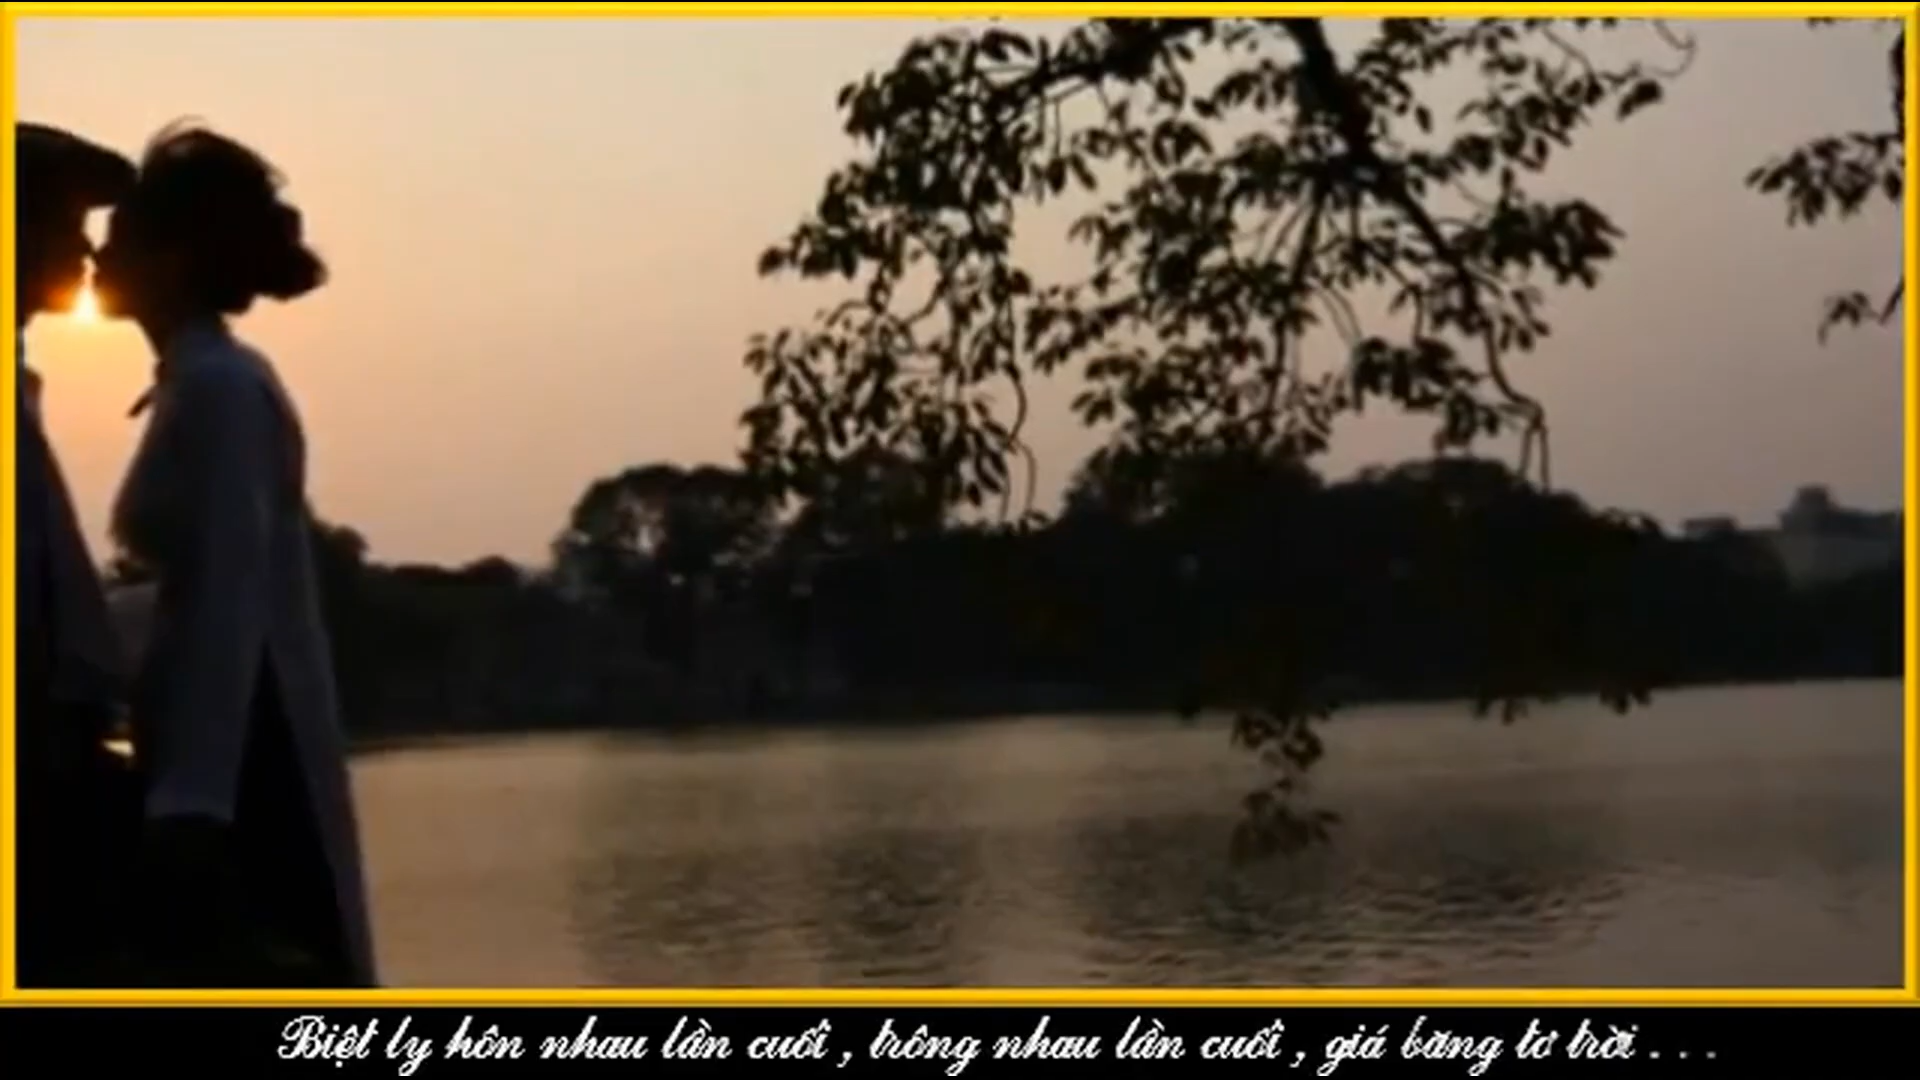 Biệt ly hôn nhau lần cuối , trông nhau lần cuối , giá băng tơ trời . . .